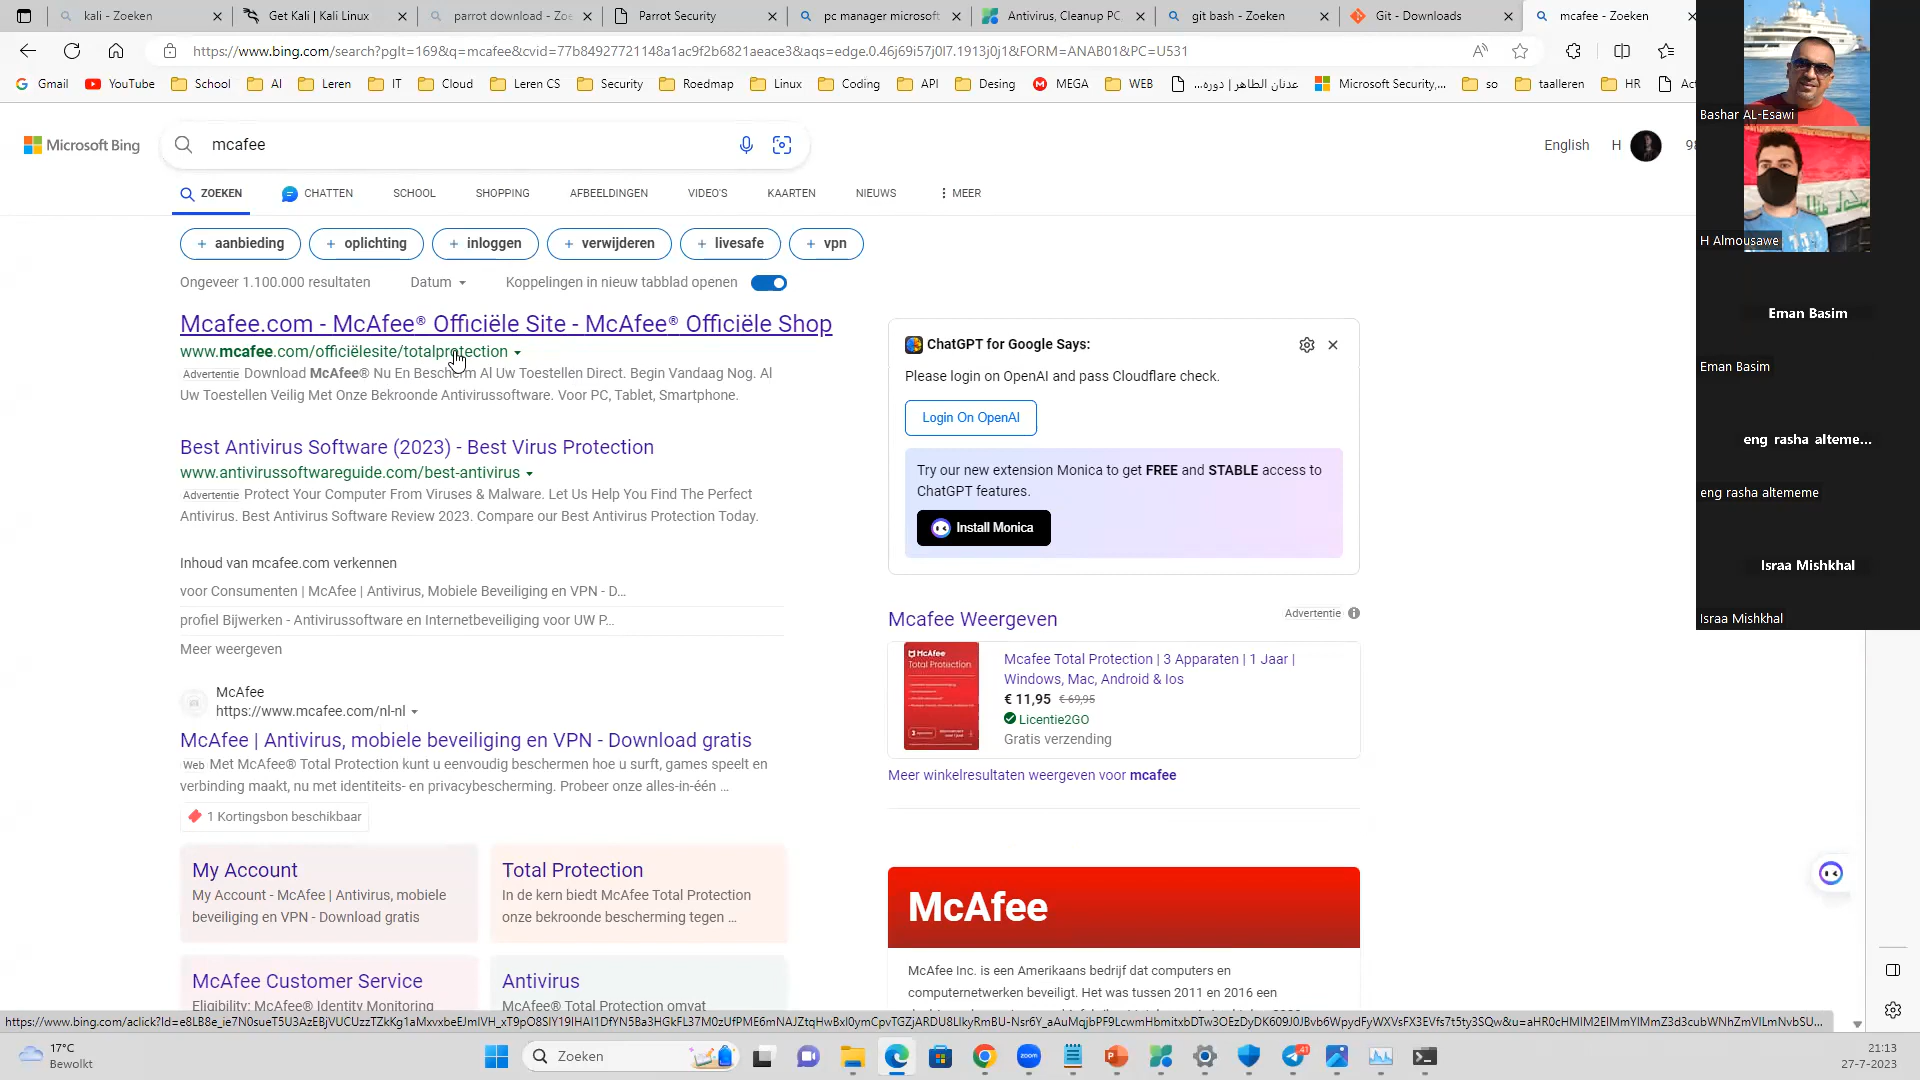 kali - Zoeken
Get Kali | Kali Linux
parrot download - Zoe
Parrot Security
pc manager microsoft
Antivirus, Cleanup PC,
git bash - Zoeken
Git - Downloads
mcafee - Zoeken
https://www.bing.com/search?pglt=169&q=mcafee&cvid=77b84927721148a1ac9f2b6821aeace3&aqs=edge.0.46j69i57j0l7.1913j0j1&FORM=ANAB01&PC=U531
Gmail
YouTube
School
AI
Leren
IT
Cloud
Leren CS
Security
Roedmap
Linux
Coding
API
Desing
MEGA
WEB
عدنان الطاهر | دوره...
Microsoft Security,...
so
taalleren
HR
Act
Microsoft Bing
mcafee
English
H
98
ZOEKEN
CHATTEN
SCHOOL
SHOPPING
AFBEELDINGEN
VIDEO'S
KAARTEN
NIEUWS
MEER
+ aanbieding
+ oplichting
+ inloggen
+ verwijderen
+ livesafe
+ vpn
Ongeveer 1.100.000 resultaten
Datum
Koppelingen in nieuw tabblad openen
Mcafee.com - McAfee® Officiële Site - McAfee® Officiële Shop
www.mcafee.com/officiëlesite/totalprotection
Advertentie Download McAfee® Nu En Bescherm Al Uw Toestellen Direct. Begin Vandaag Nog. Al
Uw Toestellen Veilig Met Onze Bekroonde Antivirussoftware. Voor PC, Tablet, Smartphone.
Best Antivirus Software (2023) - Best Virus Protection
www.antivirussoftwareguide.com/best-antivirus
Advertentie Protect Your Computer From Viruses & Malware. Let Us Help You Find The Perfect
Antivirus. Best Antivirus Software Review 2023. Compare our Best Antivirus Protection Today.
Inhoud van mcafee.com verkennen
voor Consumenten | McAfee | Antivirus, Mobiele Beveiliging en VPN - D...
profiel Bijwerken - Antivirussoftware en Internetbeveiliging voor UW P...
Meer weergeven
McAfee
https://www.mcafee.com/nl-nl
McAfee | Antivirus, mobiele beveiliging en VPN - Download gratis
Web Met McAfee® Total Protection kunt u eenvoudig beschermen hoe u surft, games speelt en
verbinding maakt, nu met identiteits- en privacybescherming. Probeer onze alles-in-één ...
1 Kortingsbon beschikbaar
My Account
My Account - McAfee | Antivirus, mobiele
beveiliging en VPN - Download gratis
Total Protection
In de kern biedt McAfee Total Protection
onze bekroonde bescherming tegen ...
McAfee Customer Service
Eligibility: McAfee® Identity Monitoring
Antivirus
McAfee® Total Protection omvat
ChatGPT for Google Says:
Please login on OpenAI and pass Cloudflare check.
Login On OpenAI
Try our new extension Monica to get FREE and STABLE access to
ChatGPT features.
Install Monica
Mcafee Weergeven
Advertentie
McAfee
Total Protection
Mcafee Total Protection | 3 Apparaten | 1 Jaar |
Windows, Mac, Android & Ios
€ 11,95 € 69,95
Licentie2GO
Gratis verzending
Meer winkelresultaten weergeven voor mcafee
McAfee
McAfee Inc. is een Amerikaans bedrijf dat computers en
computernetwerken beveiligt. Het was tussen 2011 en 2016 een
Bashar AL-Esawi
H Almousawe
Eman Basim
Eman Basim
eng rasha alteme...
eng rasha altememe
Israa Mishkhal
Israa Mishkhal
17°C
Bewolkt
Zoeken
zoom
21:13
27-7-2023